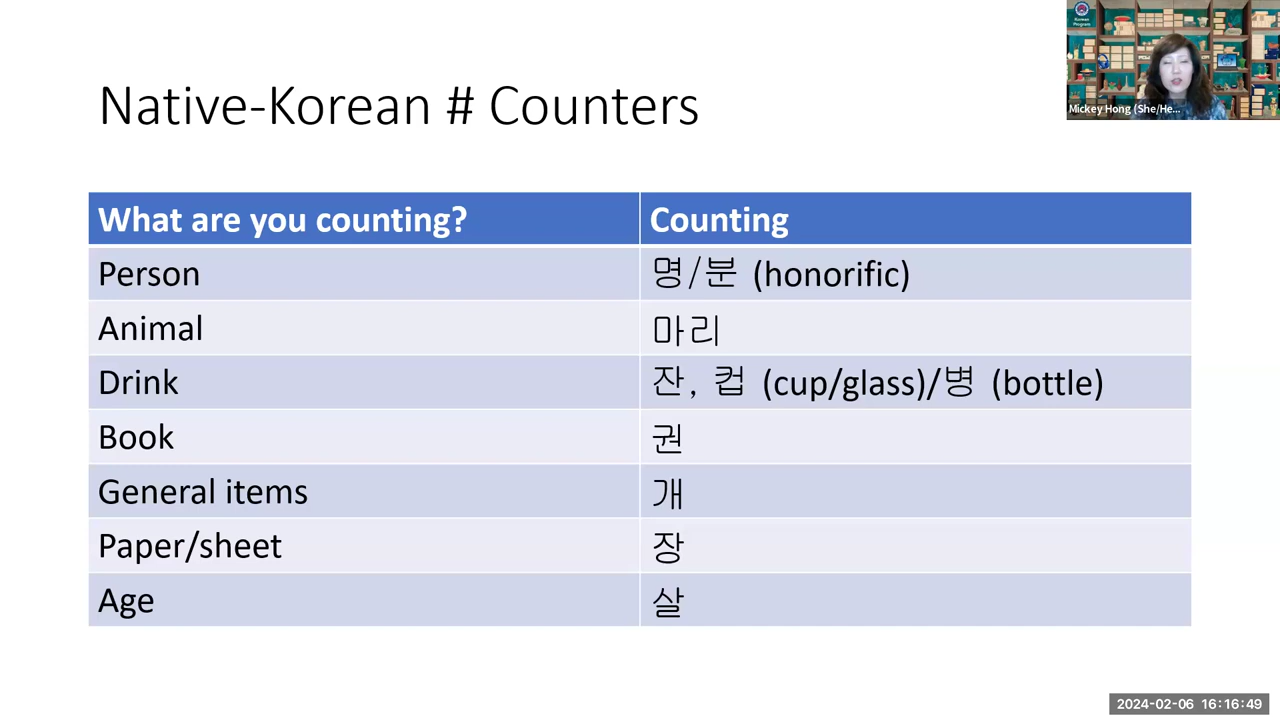 Korean
Program
Mickey Hong (She/He...
Native-Korean # Counters
What are you counting? Counting
Person 명/분 (honorific)
Animal 마리
Drink 잔, 컵 (cup/glass)/병 (bottle)
Book 권
General items 개
Paper/sheet 장
Age 살
2024-02-06 16:16:49